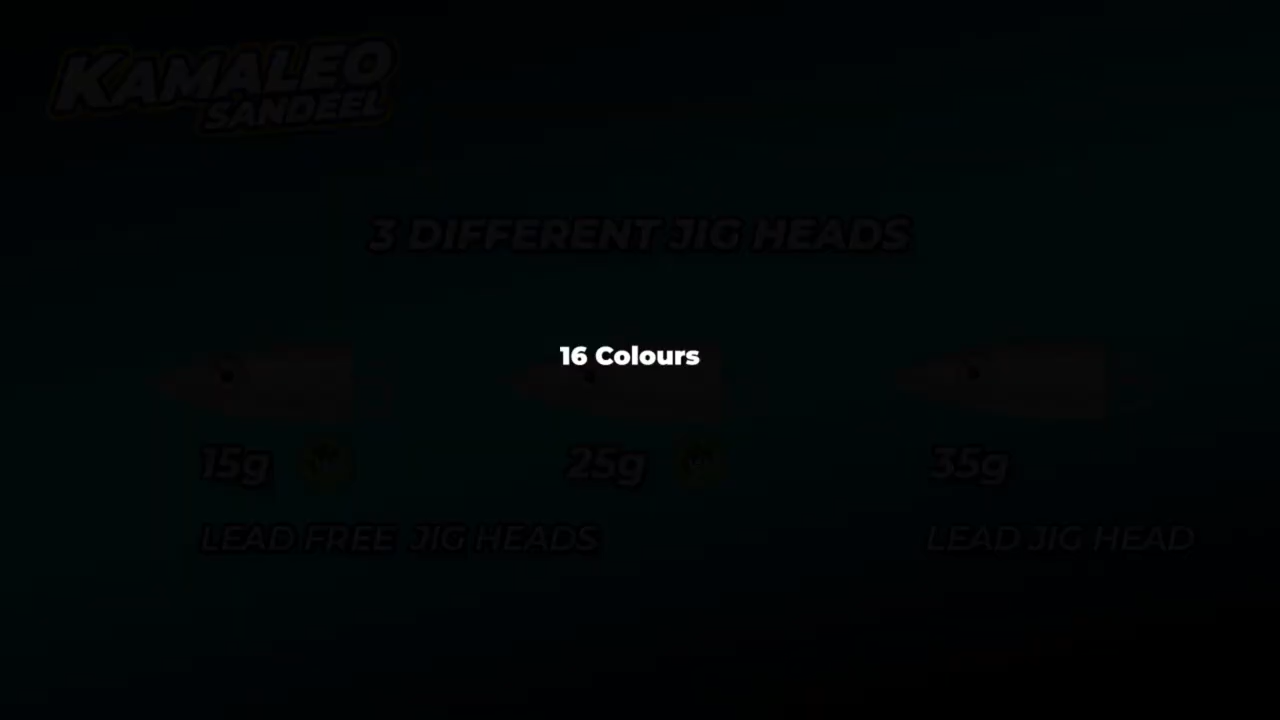 KAMALEO
SANDEEL
3 DIFFERENT JIG HEADS
16 Colours
15g
25g
35g
LEAD FREE JIG HEADS
LEAD JIG HEAD